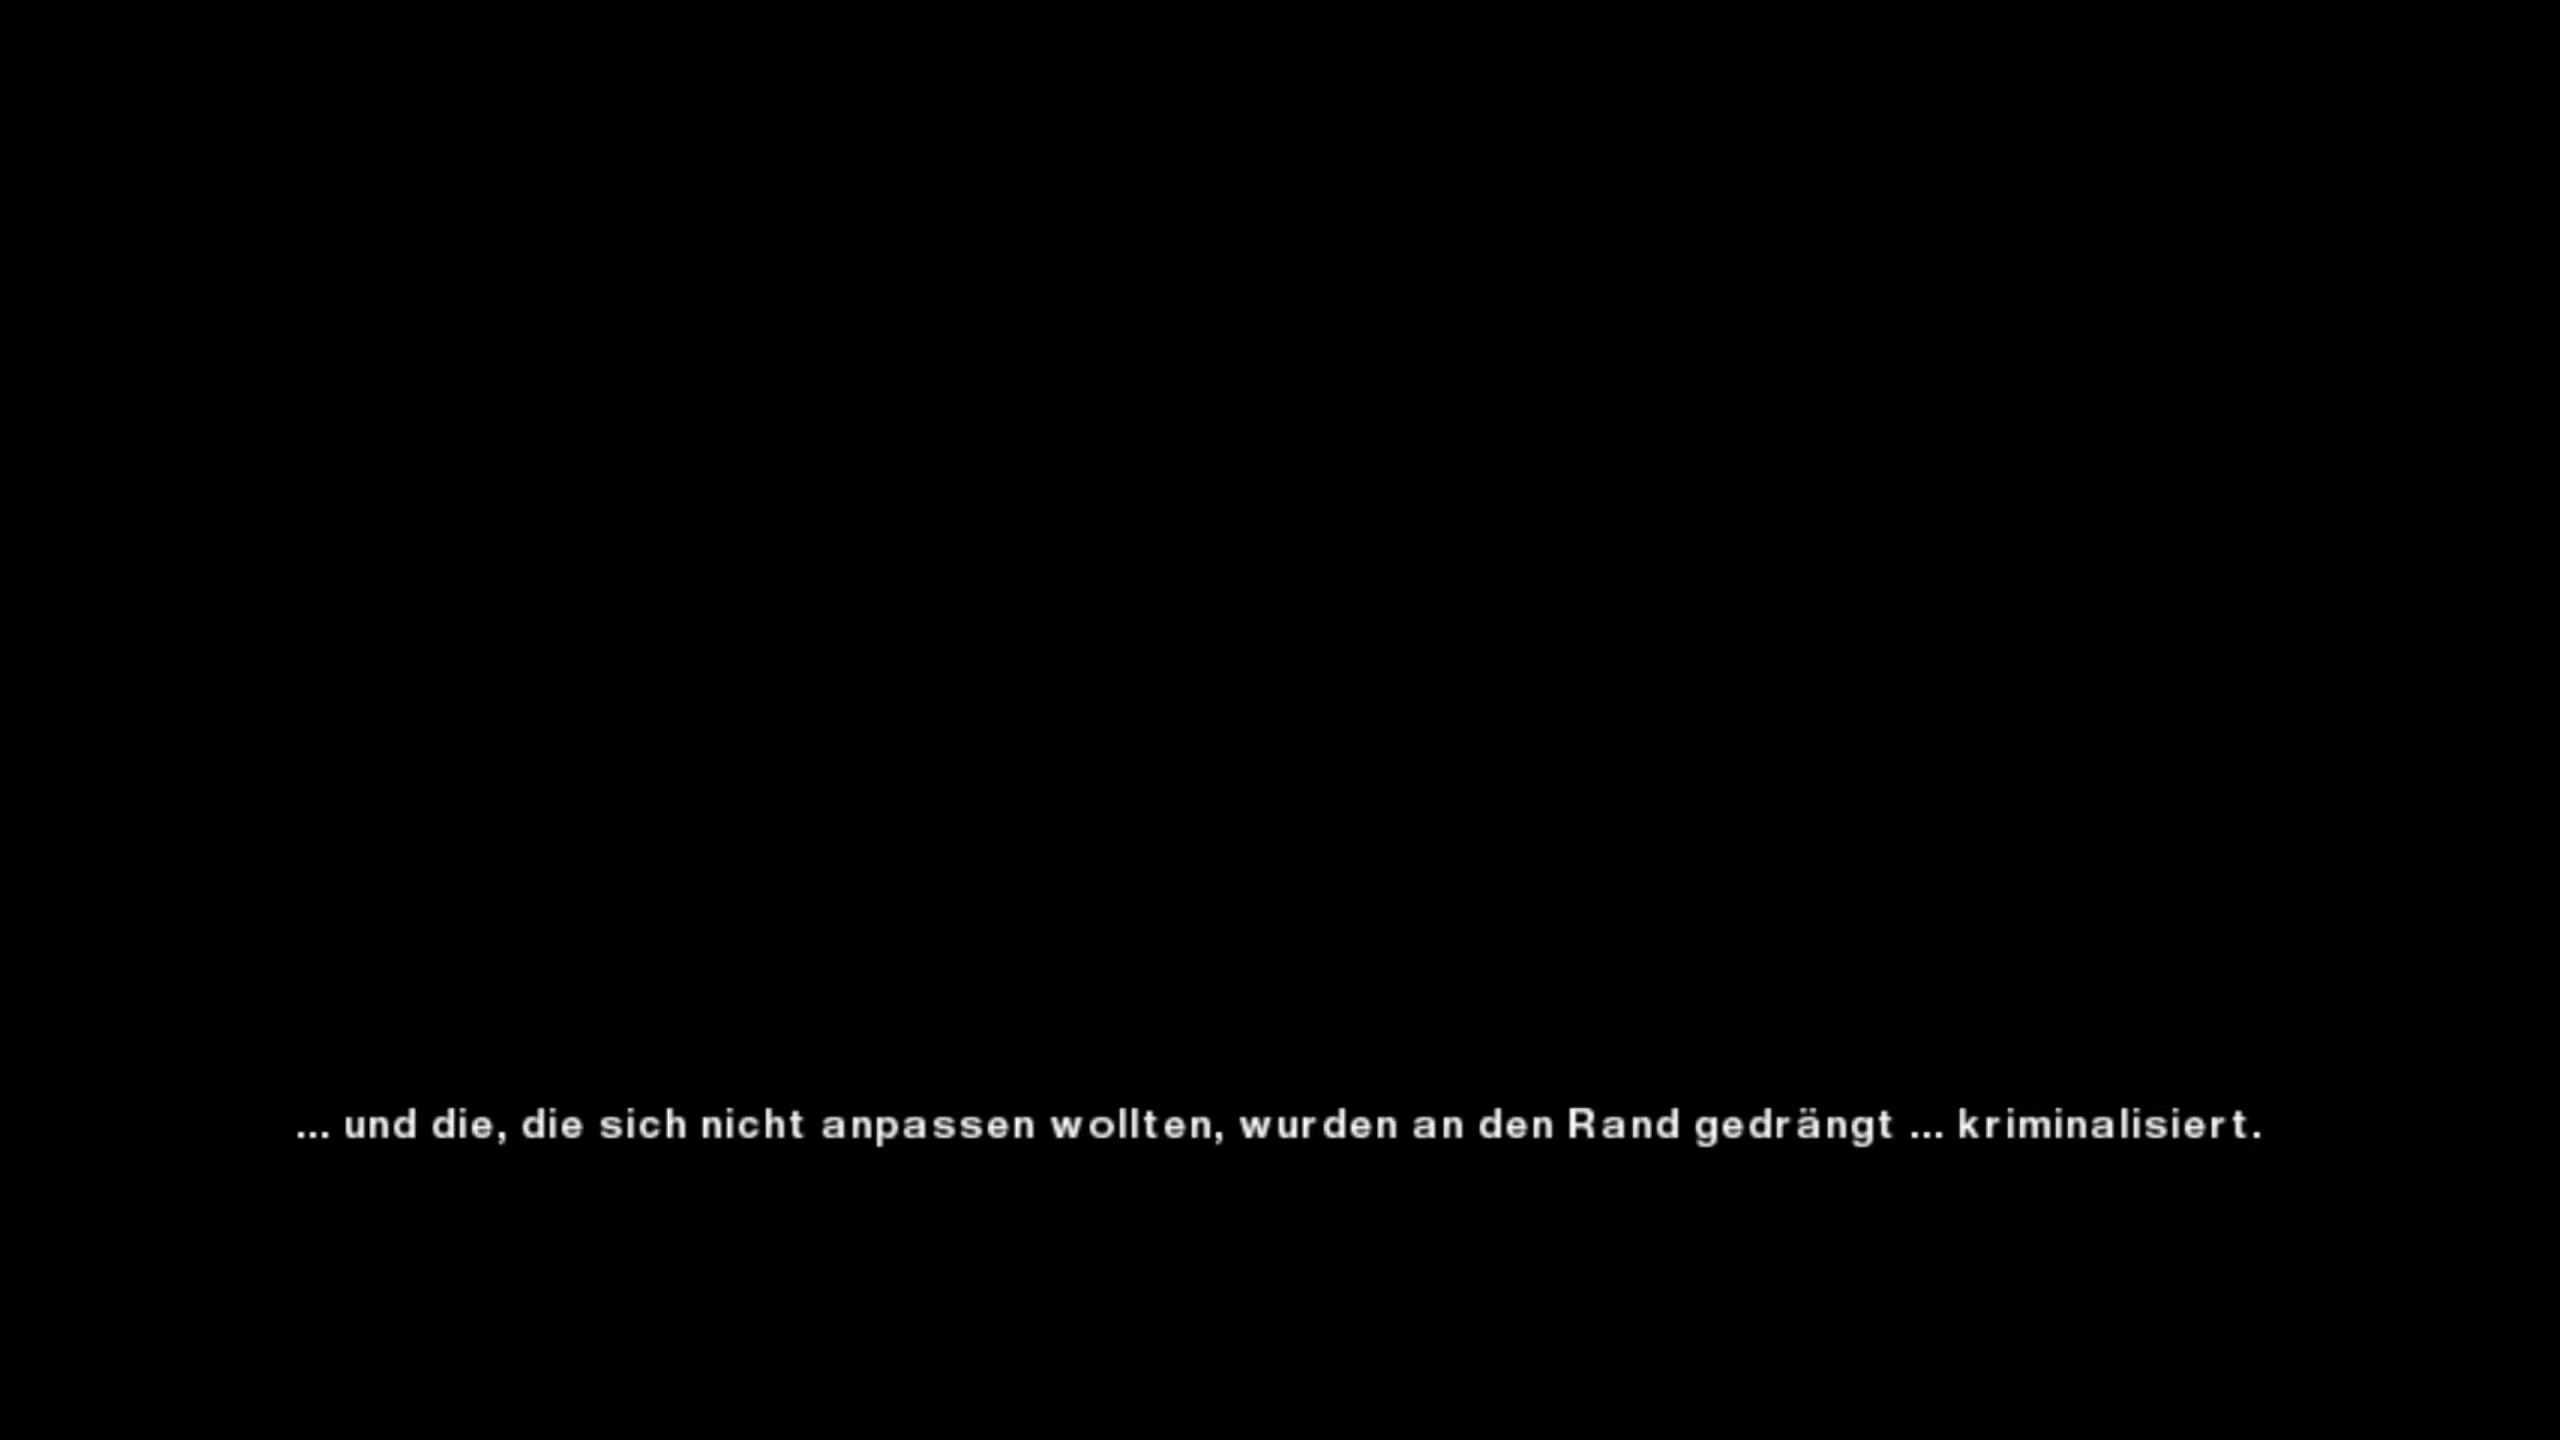 ... und die, die sich nicht anpassen wollten, wurden an den Rand gedrängt ... kriminalisiert.